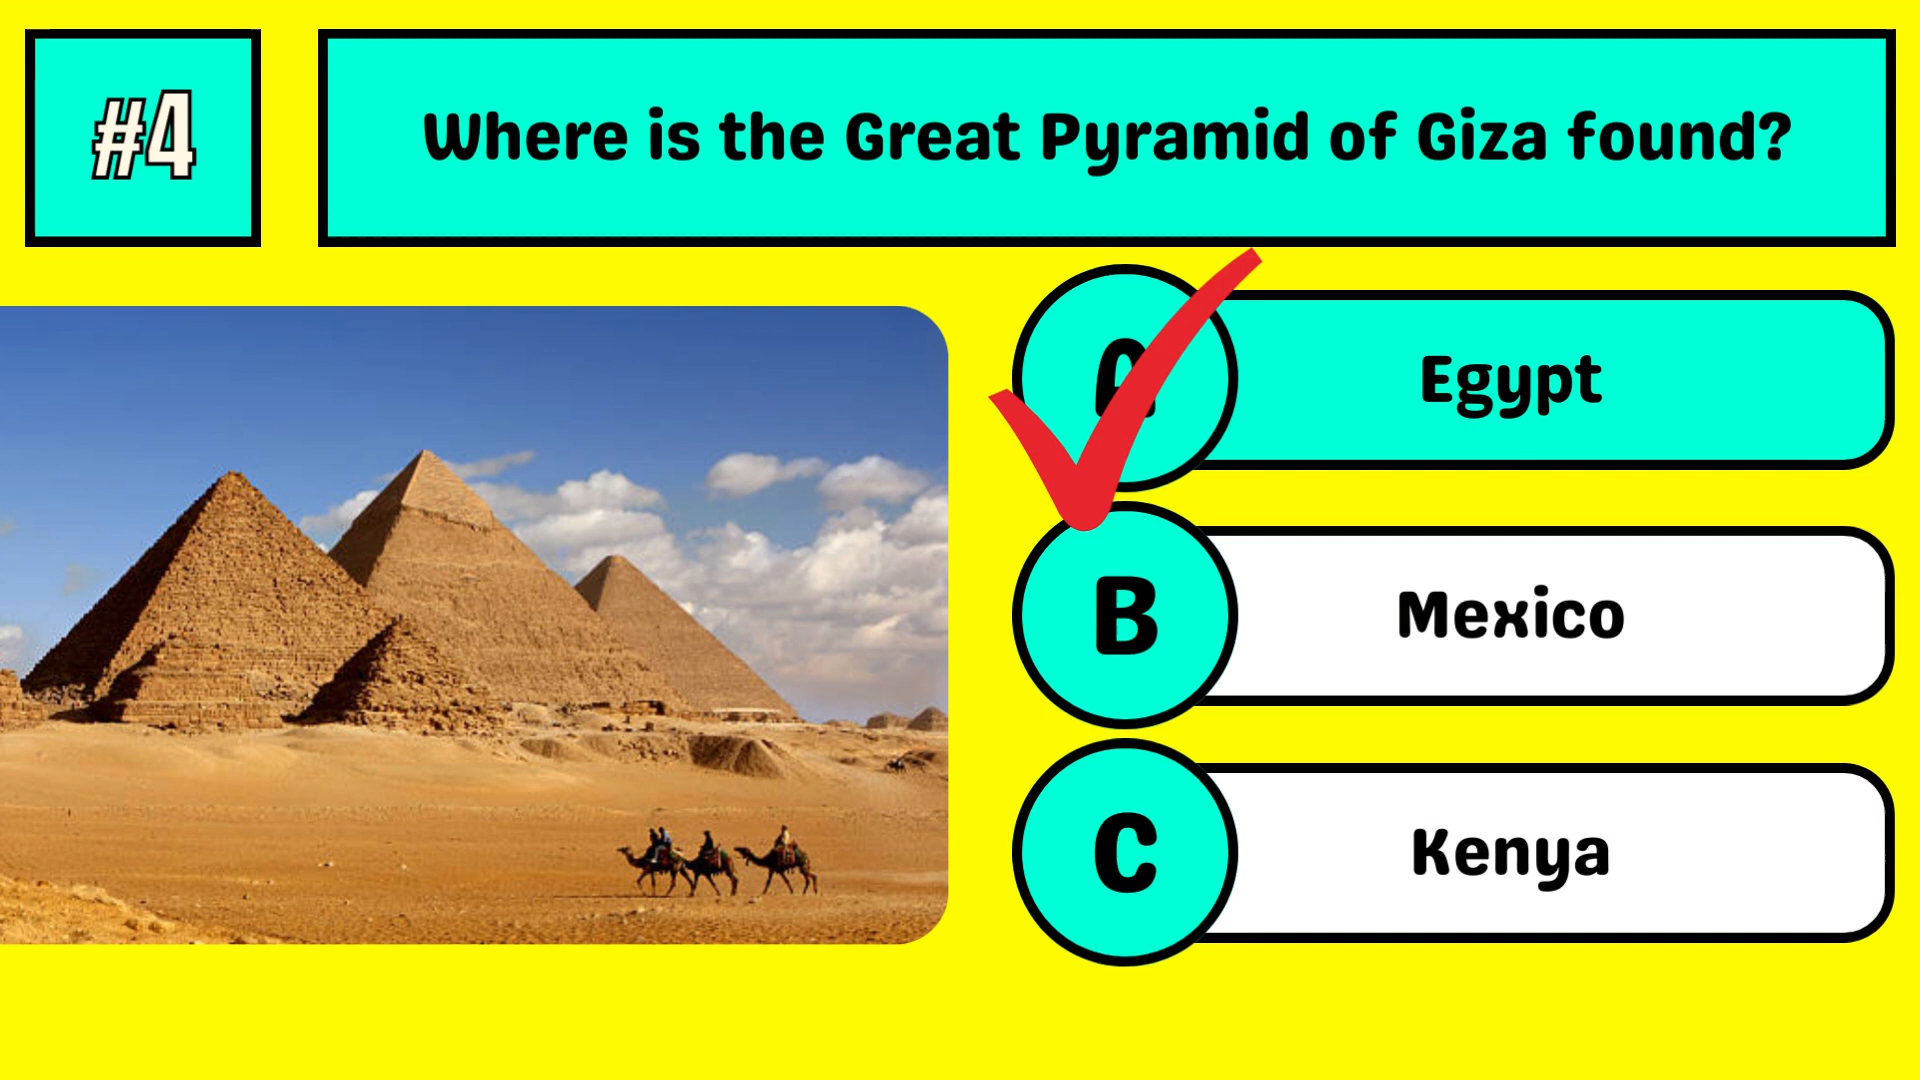 #4
Where is the Great Pyramid of Giza found?
A
Egypt
B
Mexico
C
Kenya